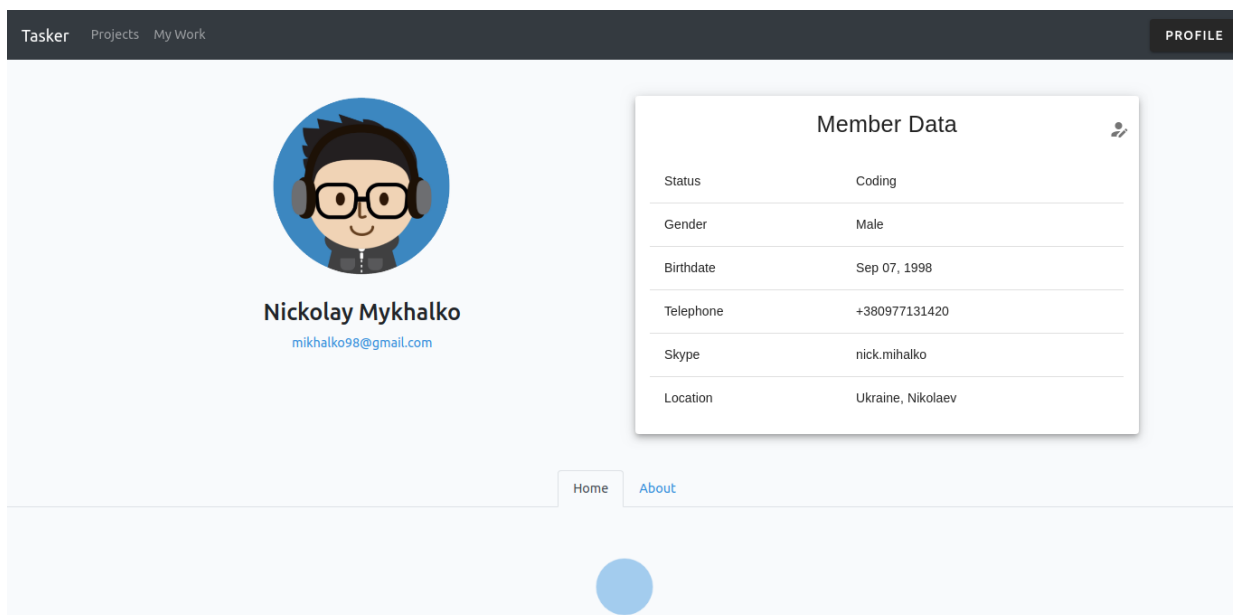 Tasker Projects My Work PROFILE
Nickolay Mykhalko
mikhalko98@gmail.com
Member Data
Status Coding
Gender Male
Birthdate Sep 07, 1998
Telephone +380977131420
Skype nick.mihalko
Location Ukraine, Nikolaev
Home About